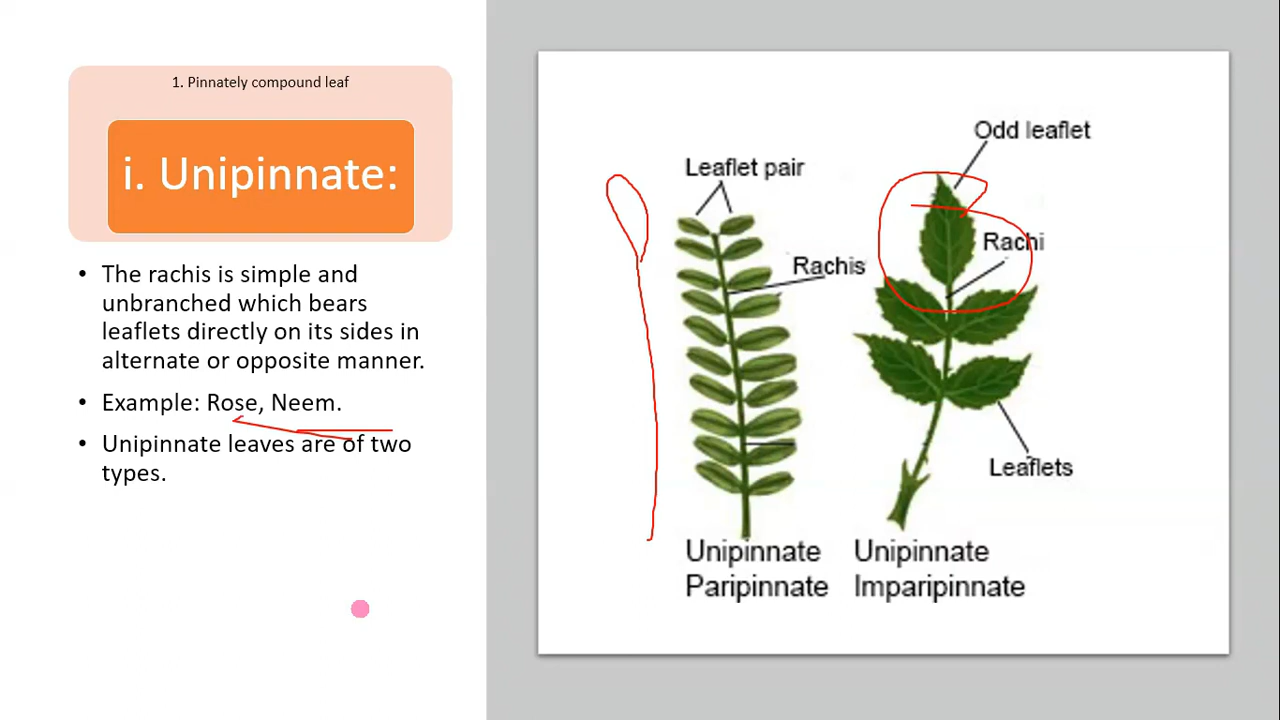 1. Pinnately compound leaf
i. Unipinnate:
• The rachis is simple and
unbranched which bears
leaflets directly on its sides in
alternate or opposite manner.
• Example: Rose, Neem.
• Unipinnate leaves are of two
types.
Odd leaflet
Leaflet pair
Rachi
Rachis
Leaflets
Unipinnate
Paripinnate
Unipinnate
Imparipinnate